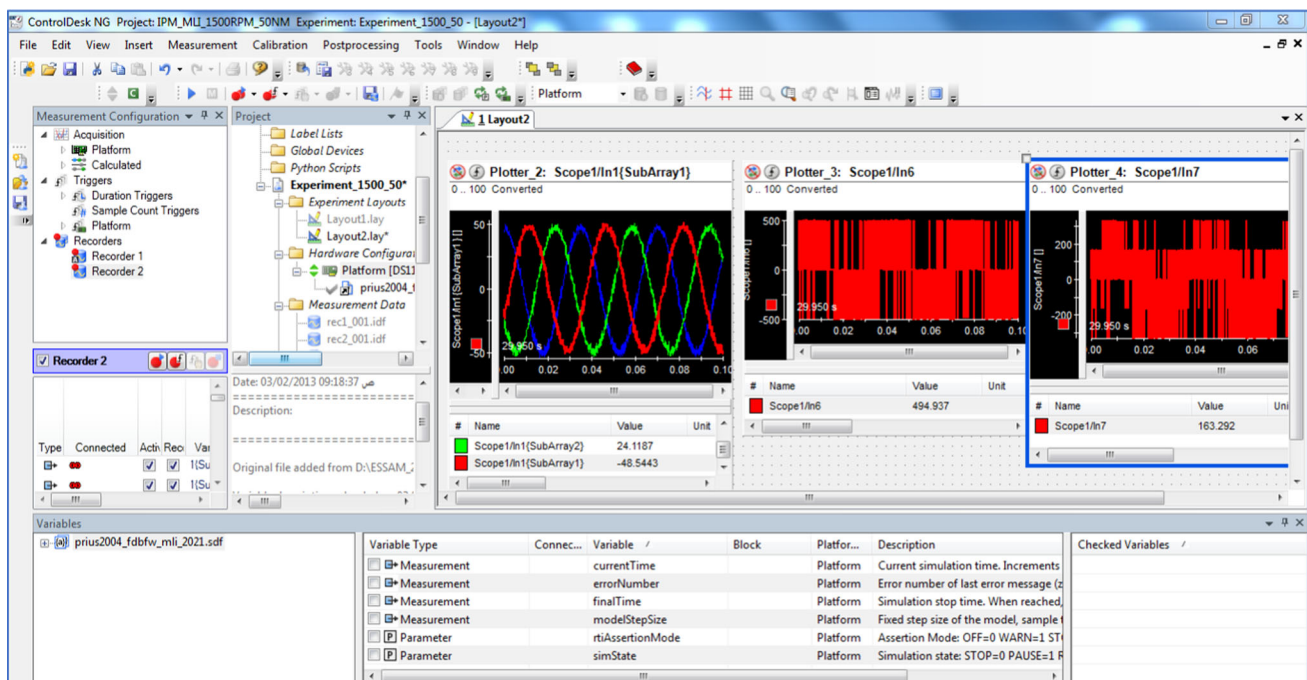 ControlDesk NG Project: IPM_MLI_1500RPM_50NM Experiment: Experiment_1500_50 - [Layout2*]
File Edit View Insert Measurement Calibration Postprocessing Tools Window Help
Platform
Measurement Configuration
Acquisition
Platform
Calculated
Triggers
Duration Triggers
Sample Count Triggers
Platform
Recorders
Recorder 1
Recorder 2
Recorder 2
Type Connected Acti Reco Var
1{Su
1{Su
Project
Label Lists
Global Devices
Python Scripts
Experiment_1500_50*
Experiment Layouts
Layout1.lay
Layout2.lay*
Hardware Configurat
Platform [DS11
prius2004_f
Measurement Data
rec1_001.idf
rec2_001.idf
Date: 03/02/2013 09:18:37 ص
==========================
Description:
==========================
Original file added from D:\ESSAM_2
1 Layout2
Plotter_2: Scope1/In1{SubArray1}
0 .. 100 Converted
Scope1/In1{SubArray1} []
50
0
-50
29.950 s
.00 0.02 0.04 0.06 0.08 0.10
# Name Value Unit
Scope1/In1{SubArray2} 24.1187
Scope1/In1{SubArray1} -48.5443
Plotter_3: Scope1/In6
0 .. 100 Converted
Scope1/In6 []
500
0
-500
29.950 s
.00 0.02 0.04 0.06 0.08 0.10
# Name Value Unit
Scope1/In6 494.937
Plotter_4: Scope1/In7
0 .. 100 Converted
Scope1/In7 []
200
0
-200
29.950 s
.00 0.02 0.04 0.06
# Name Value Uni
Scope1/In7 163.292
Variables
prius2004_fdbfw_mli_2021.sdf
Variable Type Connec... Variable Block Platfor... Description
Measurement currentTime Platform Current simulation time. Increments
Measurement errorNumber Platform Error number of last error message (z
Measurement finalTime Platform Simulation stop time. When reached,
Measurement modelStepSize Platform Fixed step size of the model, sample t
Parameter rtiAssertionMode Platform Assertion Mode: OFF=0 WARN=1 STO
Parameter simState Platform Simulation state: STOP=0 PAUSE=1 R
Checked Variables